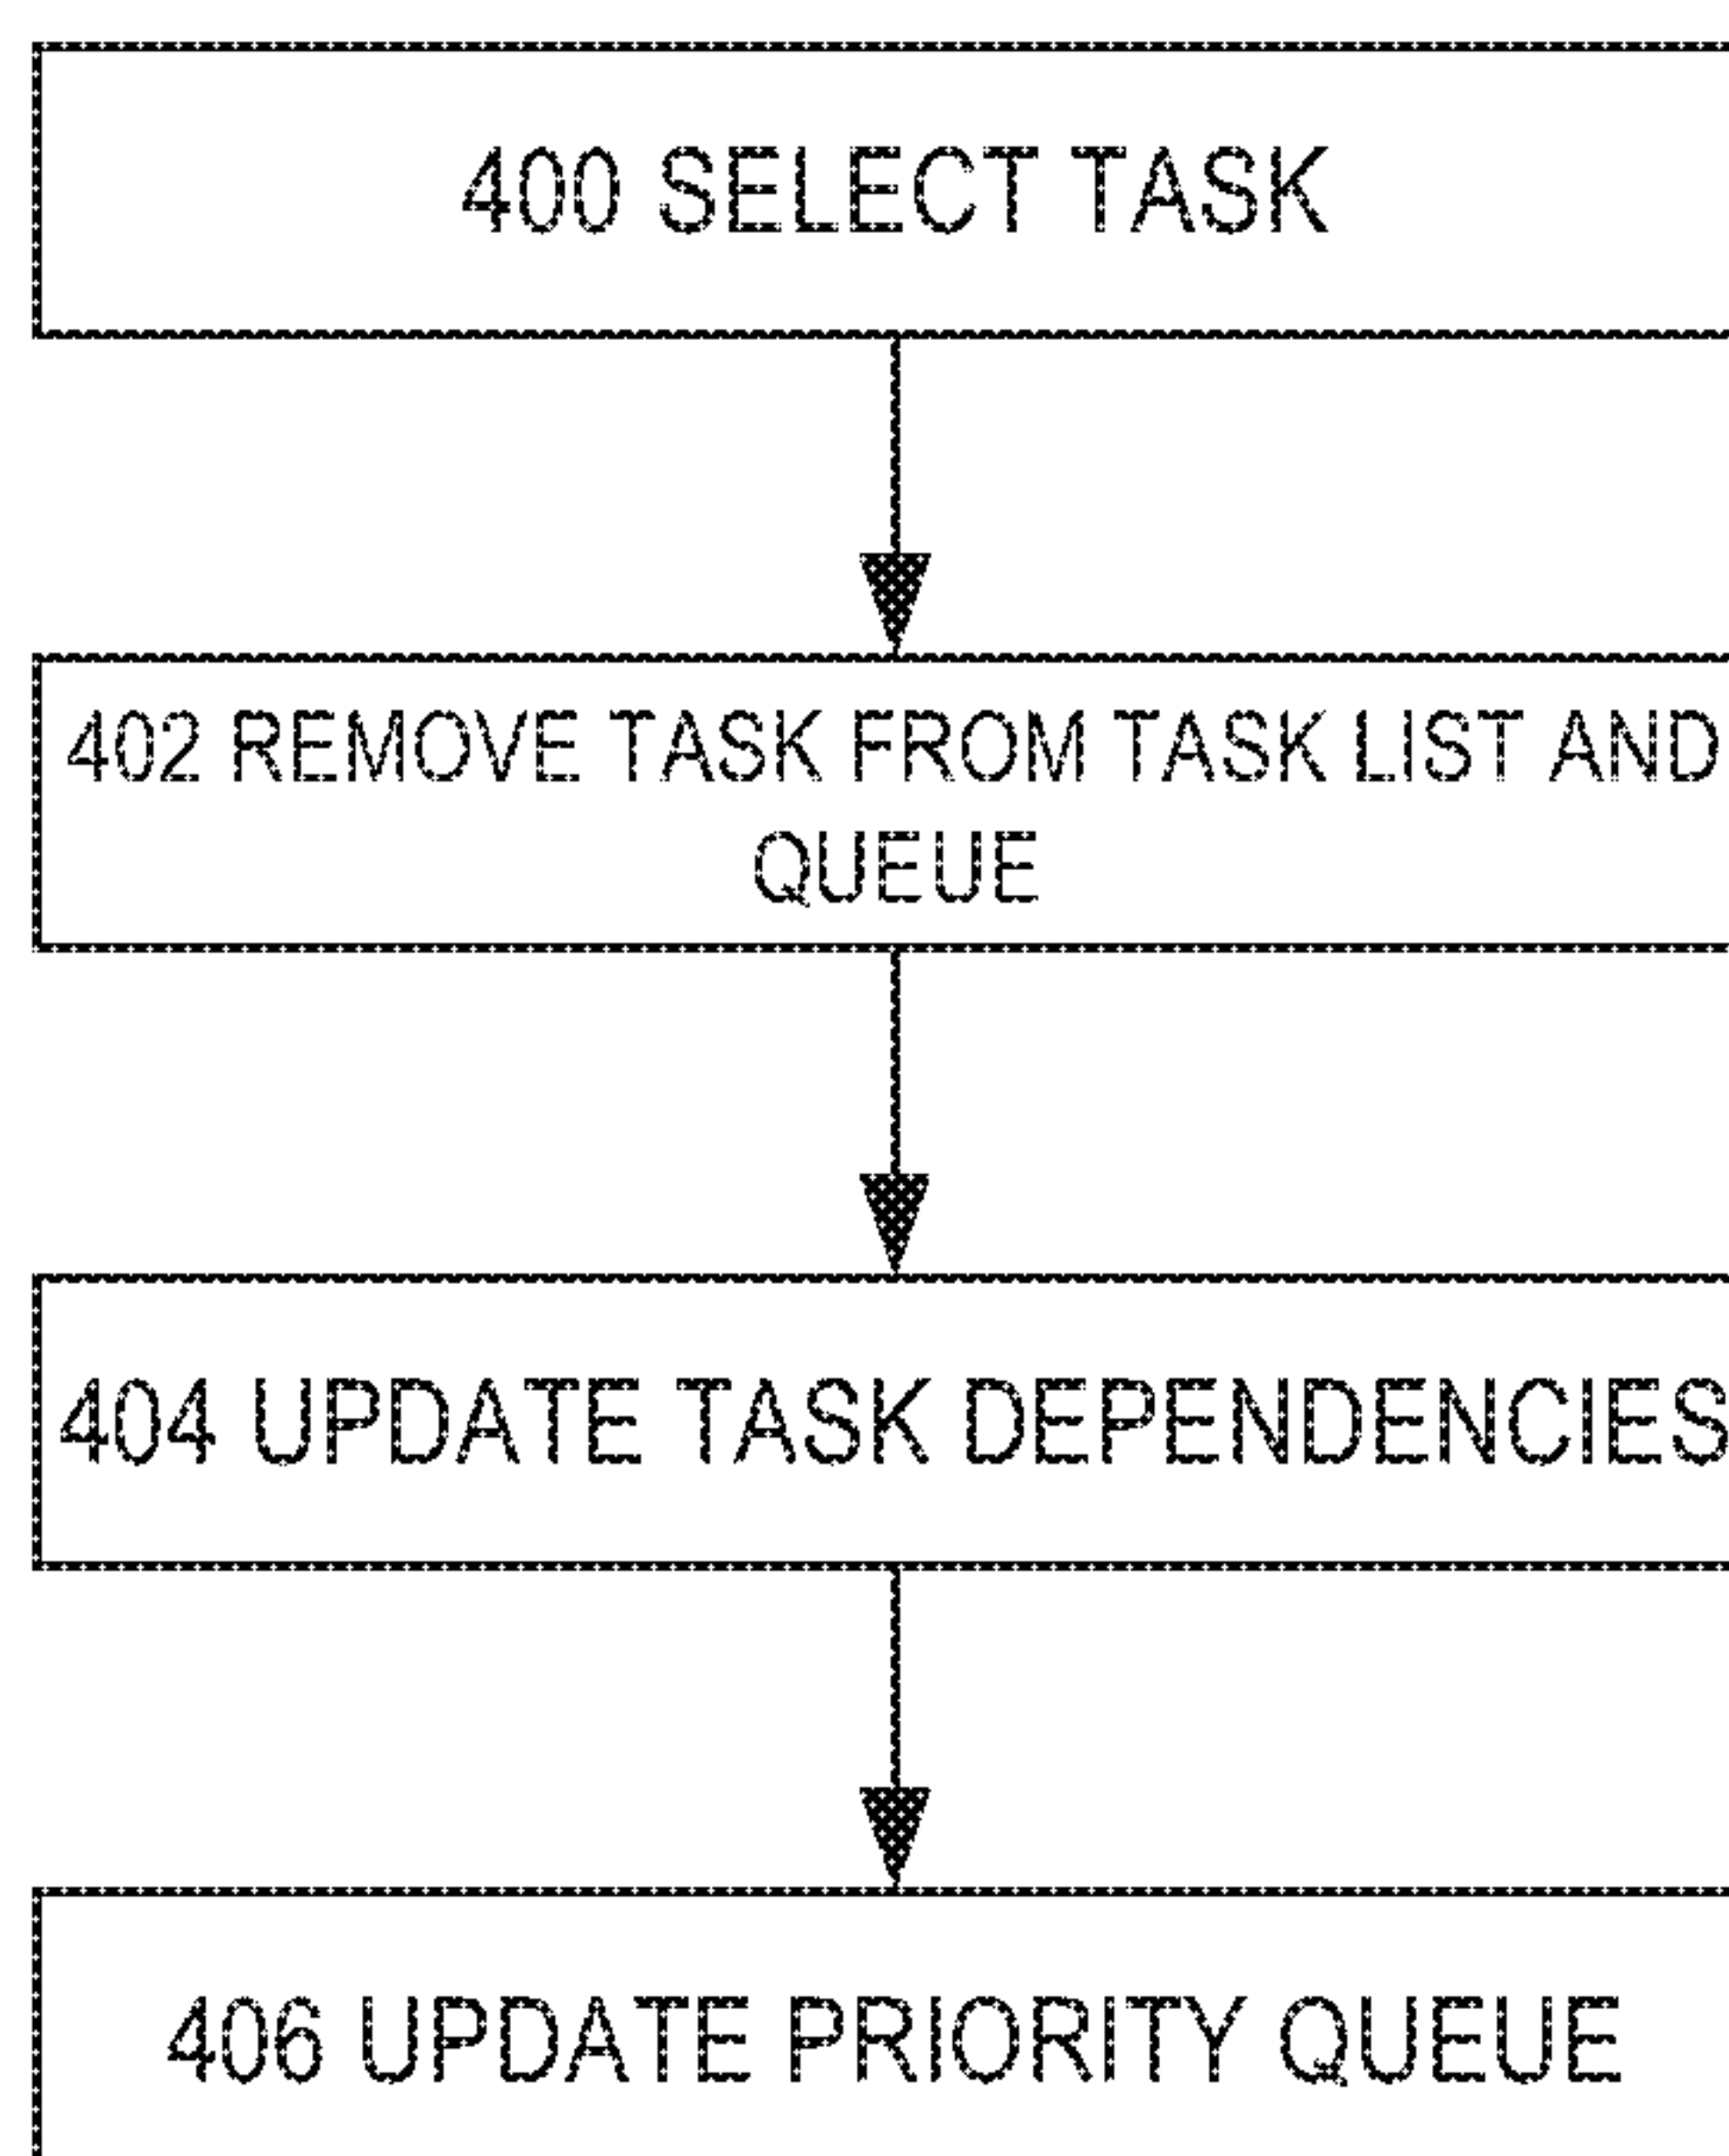 400 SELECT TASK
402 REMOVE TASK FROM TASK LIST AND
QUEUE
404 UPDATE TASK DEPENDENCIES
406 UPDATE PRIORITY QUEUE